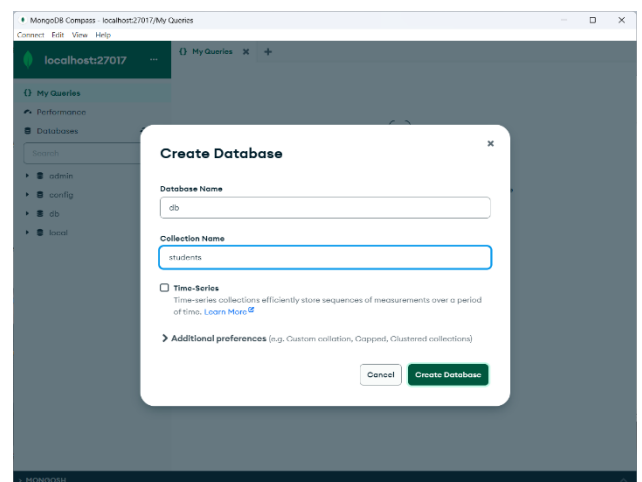 MongoDB Compass - localhost:27017/My Queries
Connect Edit View Help
localhost:27017 ...
{} My Queries
{} My Queries
Performance
Databases
Search
admin
config
db
local
Create Database
Database Name
db
Collection Name
students
Time-Series
Time-series collections efficiently store sequences of measurements over a period
of time. Learn More
Additional preferences (e.g. Custom collation, Capped, Clustered collections)
Cancel Create Database
>MONGOSH